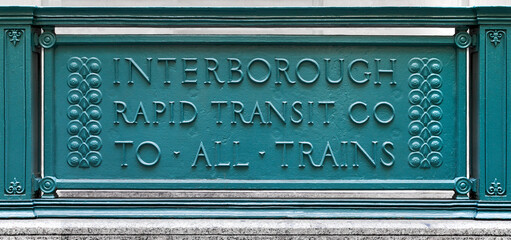 INTERBOROUGH
RAPID TRANSIT CO
TO · ALL · TRAINS